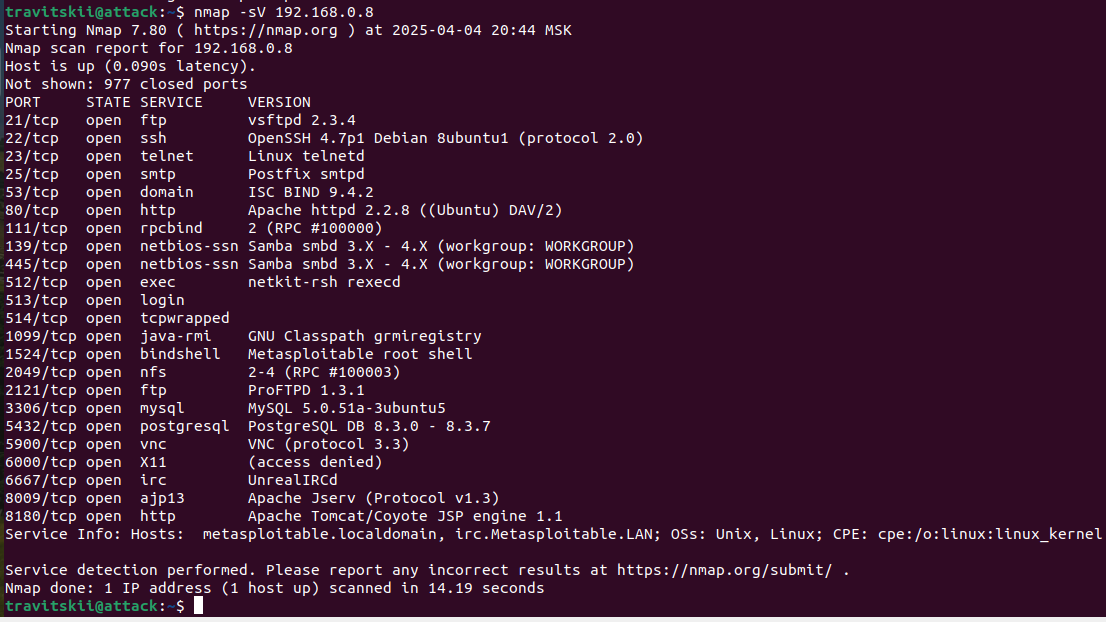 travitskii@attack:~$ nmap -sV 192.168.0.8
Starting Nmap 7.80 ( https://nmap.org ) at 2025-04-04 20:44 MSK
Nmap scan report for 192.168.0.8
Host is up (0.090s latency).
Not shown: 977 closed ports
PORT     STATE SERVICE     VERSION
21/tcp   open  ftp         vsftpd 2.3.4
22/tcp   open  ssh         OpenSSH 4.7p1 Debian 8ubuntu1 (protocol 2.0)
23/tcp   open  telnet      Linux telnetd
25/tcp   open  smtp        Postfix smtpd
53/tcp   open  domain      ISC BIND 9.4.2
80/tcp   open  http        Apache httpd 2.2.8 ((Ubuntu) DAV/2)
111/tcp  open  rpcbind     2 (RPC #100000)
139/tcp  open  netbios-ssn Samba smbd 3.X - 4.X (workgroup: WORKGROUP)
445/tcp  open  netbios-ssn Samba smbd 3.X - 4.X (workgroup: WORKGROUP)
512/tcp  open  exec        netkit-rsh rexecd
513/tcp  open  login
514/tcp  open  tcpwrapped
1099/tcp open  java-rmi    GNU Classpath grmiregistry
1524/tcp open  bindshell   Metasploitable root shell
2049/tcp open  nfs         2-4 (RPC #100003)
2121/tcp open  ftp         ProFTPD 1.3.1
3306/tcp open  mysql       MySQL 5.0.51a-3ubuntu5
5432/tcp open  postgresql  PostgreSQL DB 8.3.0 - 8.3.7
5900/tcp open  vnc         VNC (protocol 3.3)
6000/tcp open  X11         (access denied)
6667/tcp open  irc         UnrealIRCd
8009/tcp open  ajp13       Apache Jserv (Protocol v1.3)
8180/tcp open  http        Apache Tomcat/Coyote JSP engine 1.1
Service Info: Hosts:  metasploitable.localdomain, irc.Metasploitable.LAN; OSs: Unix, Linux; CPE: cpe:/o:linux:linux_kernel
Service detection performed. Please report any incorrect results at https://nmap.org/submit/ .
Nmap done: 1 IP address (1 host up) scanned in 14.19 seconds
travitskii@attack:~$